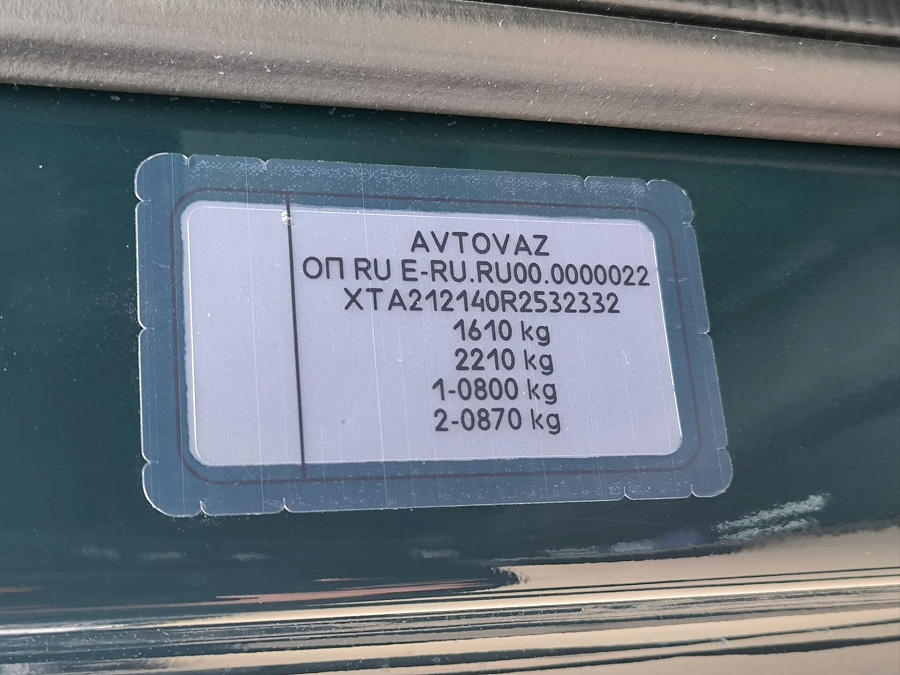 AVTOVAZ
ОП RU E-RU.RU00.0000022
XTA212140R2532332
1610 kg
2210 kg
1-0800 kg
2-0870 kg